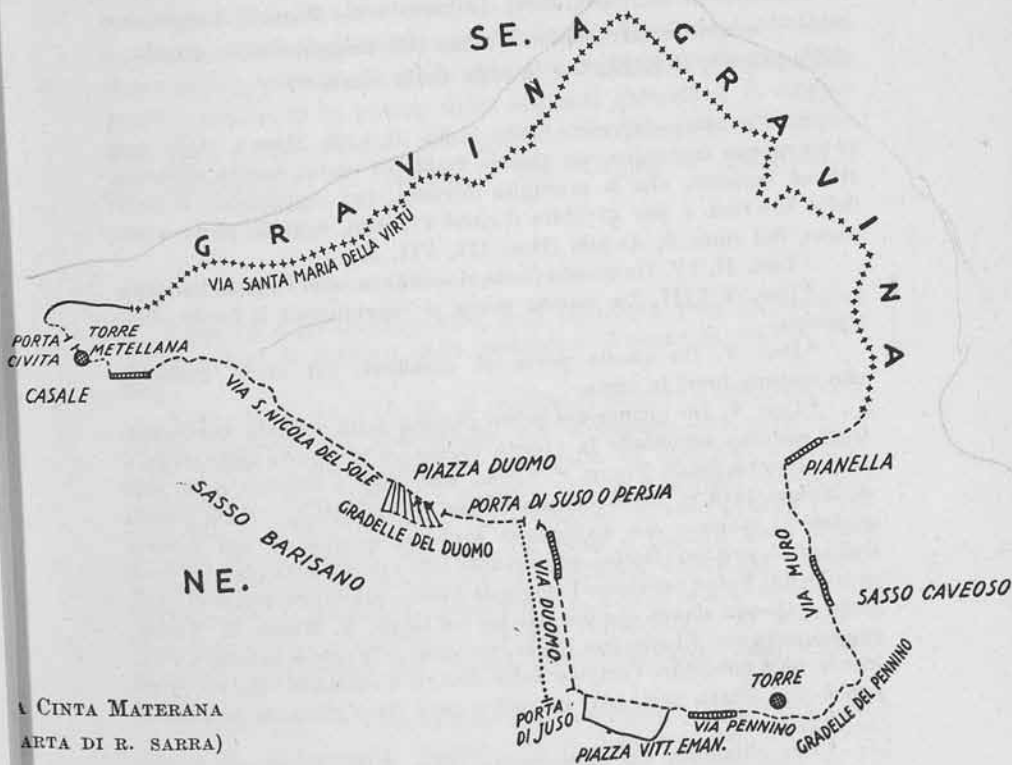 SE.
GRAVINA
GRAVINA
VIA SANTA MARIA DELLA VIRTÙ
PORTA
CIVITA
TORRE
METELLANA
CASALE
VIA S. NICOLA DEL SOLE
PIAZZA DUOMO
GRADELLE DEL DUOMO
PORTA DI SUSO O PERSIA
SASSO
BARISANO
NE.
PIANELLA
VIA MURO
SASSO CAVEOSO
VIA DUOMO
TORRE
PORTA
DI JUSO
VIA PENNINO
GRADELLE DEL PENNINO
PIAZZA VITT. EMAN.
A CINTA MATERANA
ARTA DI R. SARRA)